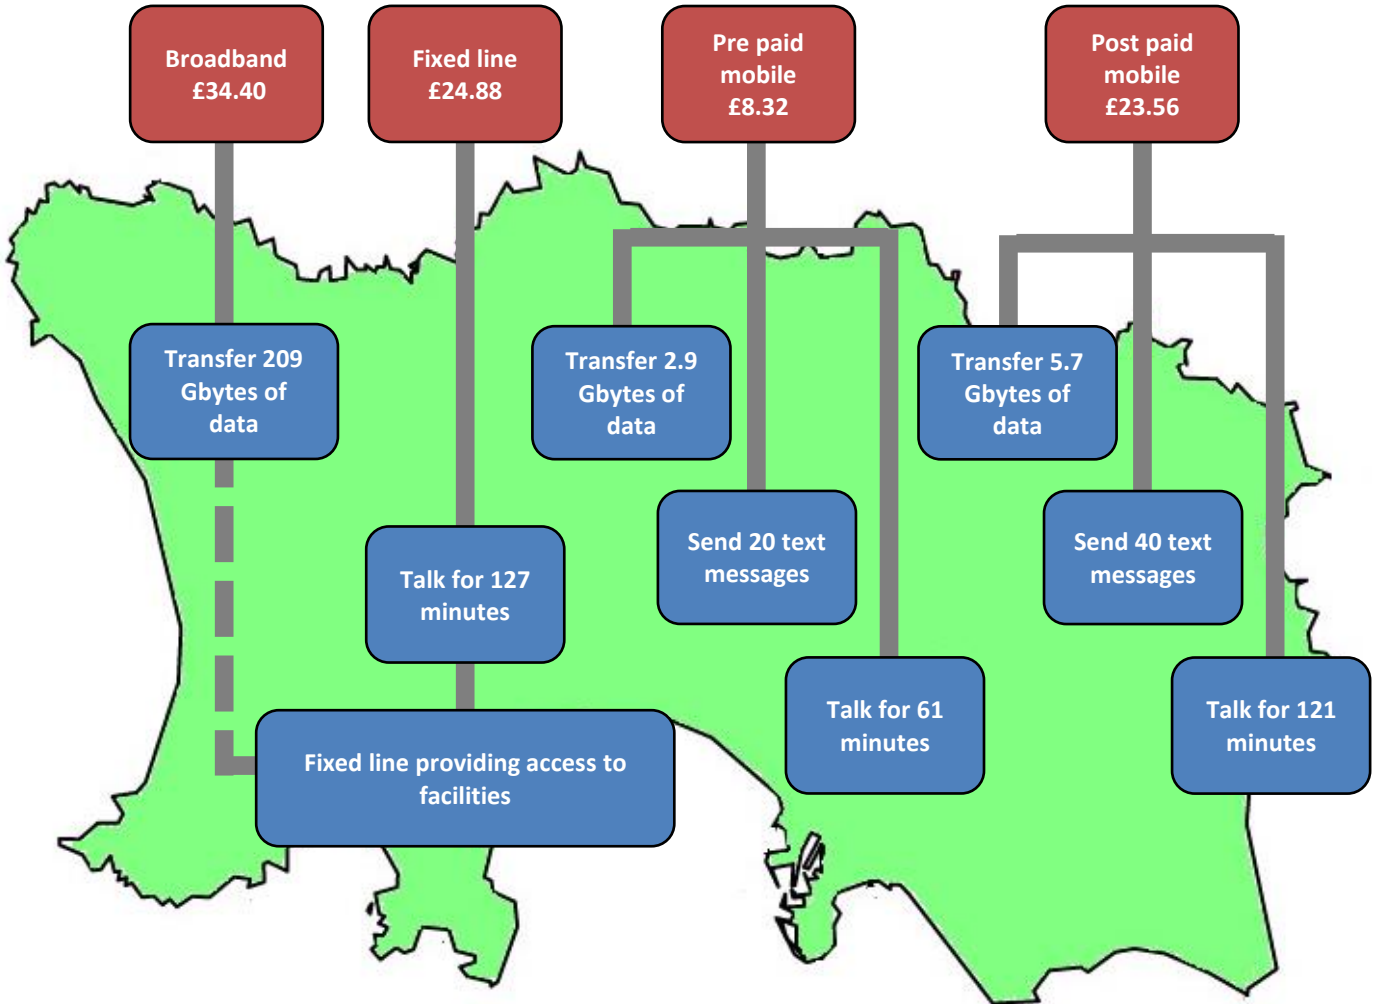 Broadband
£34.40
Fixed line
£24.88
Pre paid
mobile
£8.32
Post paid
mobile
£23.56
Transfer 209
Gbytes of
data
Transfer 2.9
Gbytes of
data
Transfer 5.7
Gbytes of
data
Talk for 127
minutes
Send 20 text
messages
Send 40 text
messages
Talk for 61
minutes
Talk for 121
minutes
Fixed line providing access to
facilities